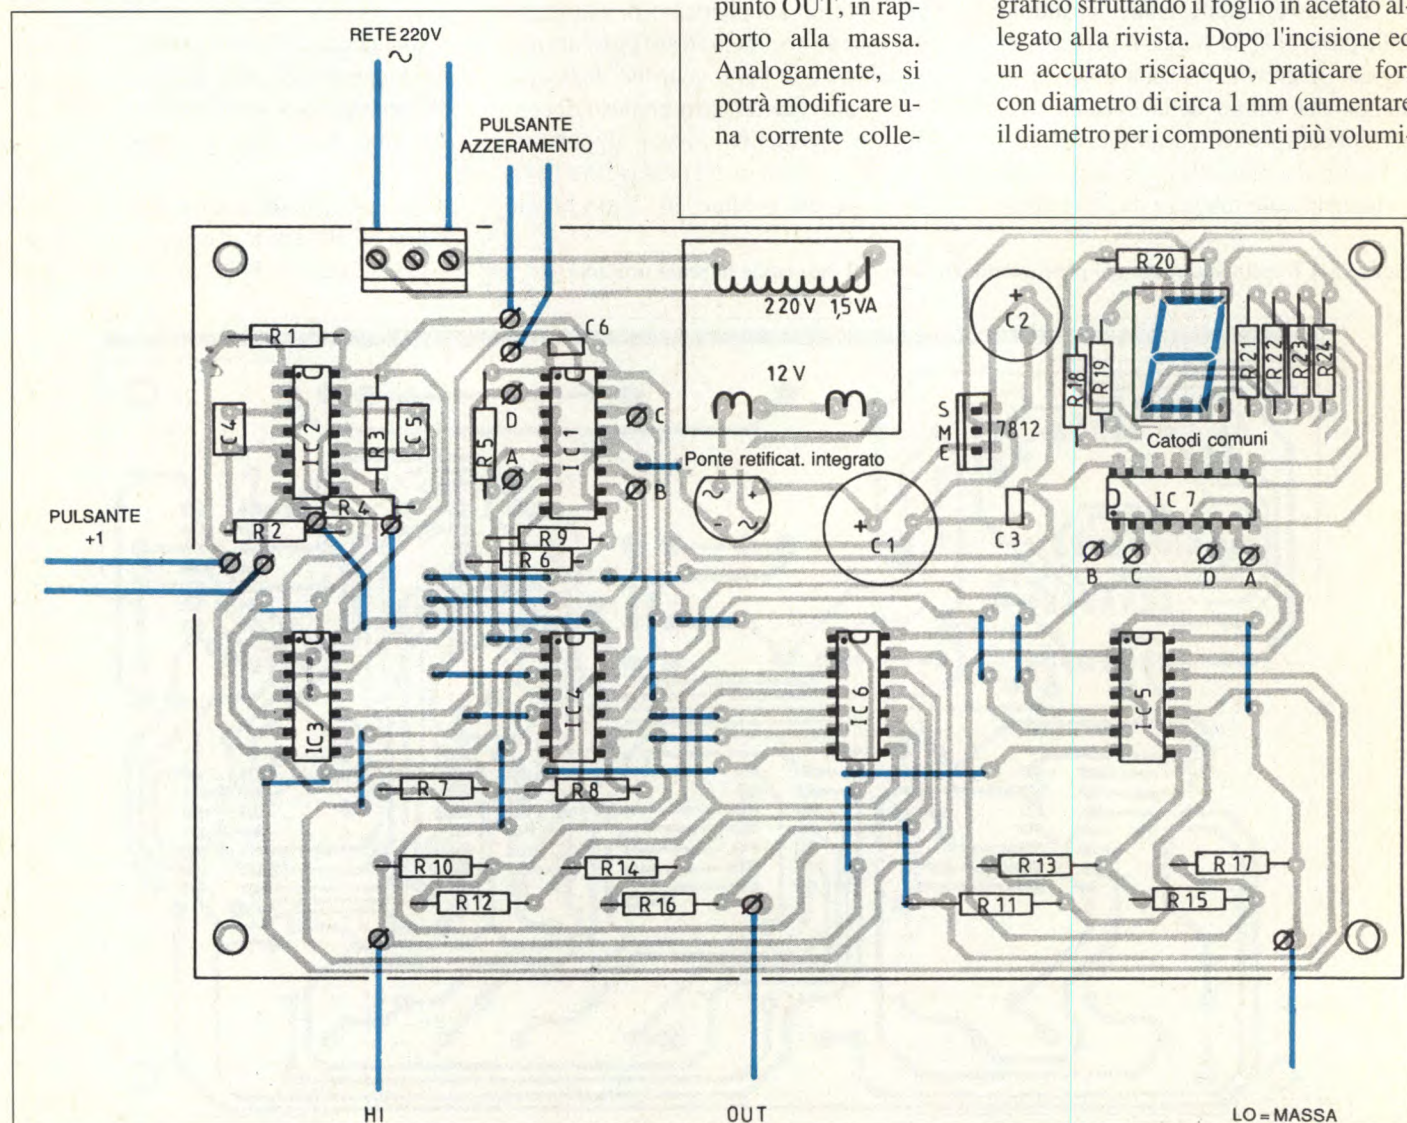 punto OUT, in rap-
porto alla massa.
Analogamente, si
potrà modificare u-
na corrente colle-
grafico sfruttando il foglio in acetato al-
legato alla rivista. Dopo l'incisione ed
un accurato risciacquo, praticare for
con diametro di circa 1 mm (aumentare
il diametro per i componenti più volumi-
RETE 220V
~
PULSANTE
AZZERAMENTO
R1
C6
220V 1,5VA
+
C2
R20
R18
R19
R21
R22
R23
R24
C4
IC2
R3
C5
R5
D
A
IC1
C
B
12V
S
M
E
7812
Catodi comuni
Ponte retificat. integrato
~ +
- ~
+
C1
C3
IC7
B C D A
R4
R2
R9
R6
PULSANTE
+1
IC3
IC4
IC6
IC5
R7
R8
R10
R14
R13
R17
R12
R16
R11
R15
HI
OUT
LO=MASSA